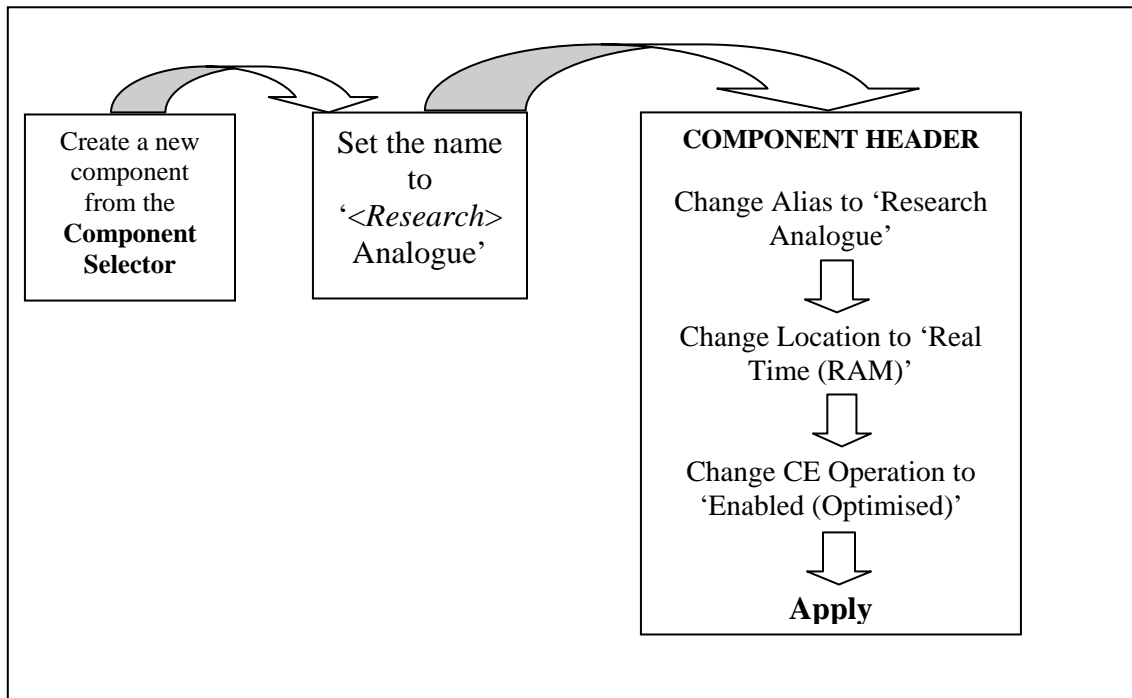 Create a new
component
from the
Component
Selector
Set the name
to
‘<Research>
Analogue’
COMPONENT HEADER
Change Alias to ‘Research
Analogue’
Change Location to ‘Real
Time (RAM)’
Change CE Operation to
‘Enabled (Optimised)’
Apply